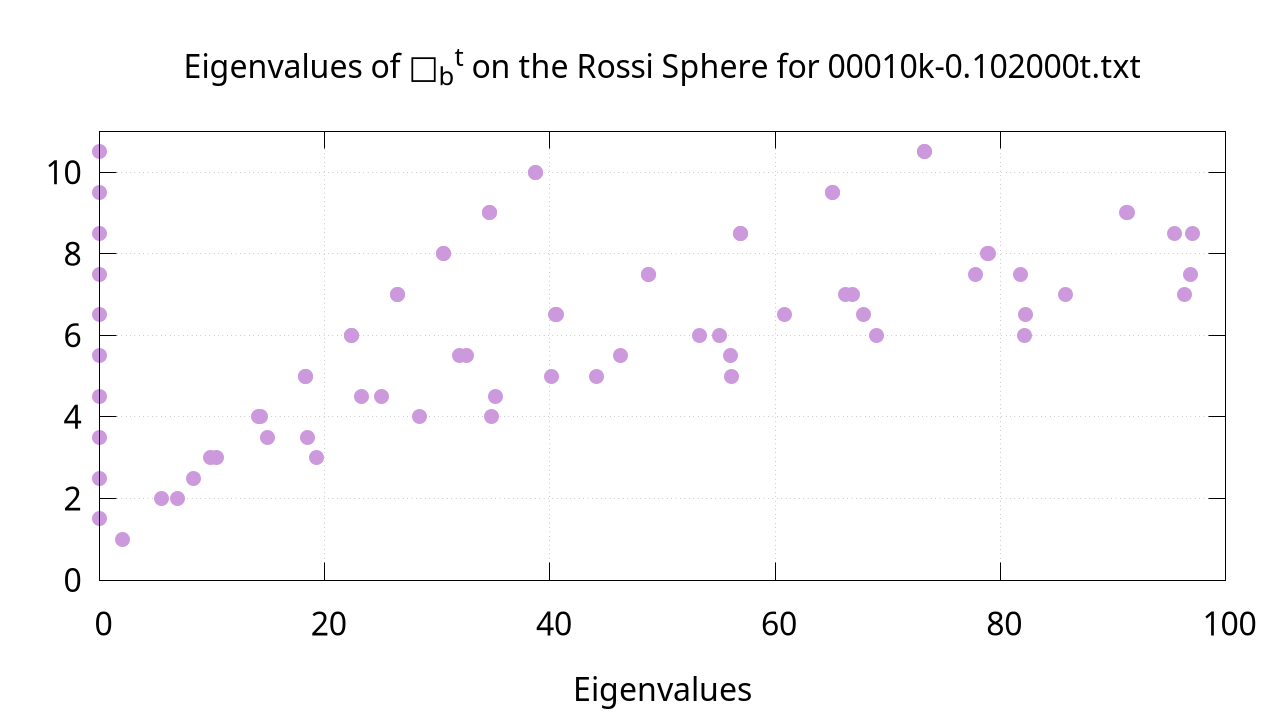 Eigenvalues of □bt on the Rossi Sphere for 00010k-0.102000t.txt
10
8
6
4
2
0
0 20 40 60 80 100
Eigenvalues